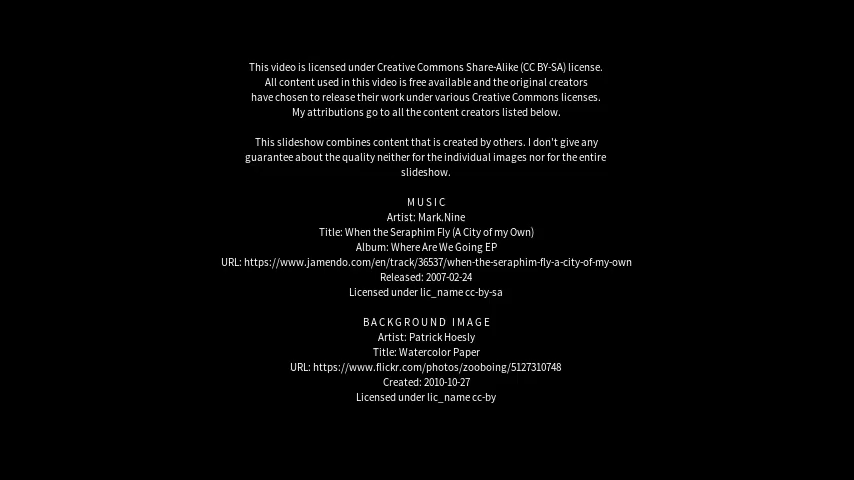 This video is licensed under Creative Commons Share-Alike (CC BY-SA) license.
All content used in this video is free available and the original creators
have chosen to release their work under various Creative Commons licenses.
My attributions go to all the content creators listed below.
This slideshow combines content that is created by others. I don't give any
guarantee about the quality neither for the individual images nor for the entire
slideshow.
MUSIC
Artist: Mark.Nine
Title: When the Seraphim Fly (A City of my Own)
Album: Where Are We Going EP
URL: https://www.jamendo.com/en/track/36537/when-the-seraphim-fly-a-city-of-my-own
Released: 2007-02-24
Licensed under lic_name cc-by-sa
BACKGROUND IMAGE
Artist: Patrick Hoesly
Title: Watercolor Paper
URL: https://www.flickr.com/photos/zooboing/5127310748
Created: 2010-10-27
Licensed under lic_name cc-by